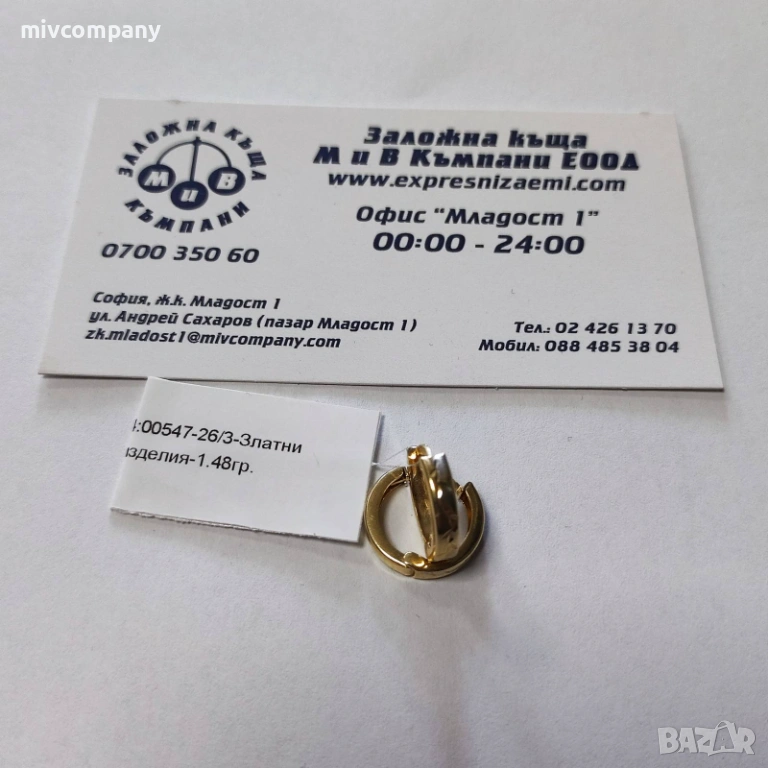 mivcompany
ЗАЛОЖНА КЪЩА
М и В
КЪМПАНИ
0700 350 60
Заложна къща
М и В Къмпани ЕООД
www.expresnizaemi.com
Офис "Младост 1"
00:00 - 24:00
София, ж.к. Младост 1
ул. Андрей Сахаров (пазар Младост 1)
zk.mladost1@mivcompany.com
Тел.: 02 426 13 70
Мобил: 088 485 38 04
:00547-26/3-Златни
изделия-1.48гр.
BAZAR